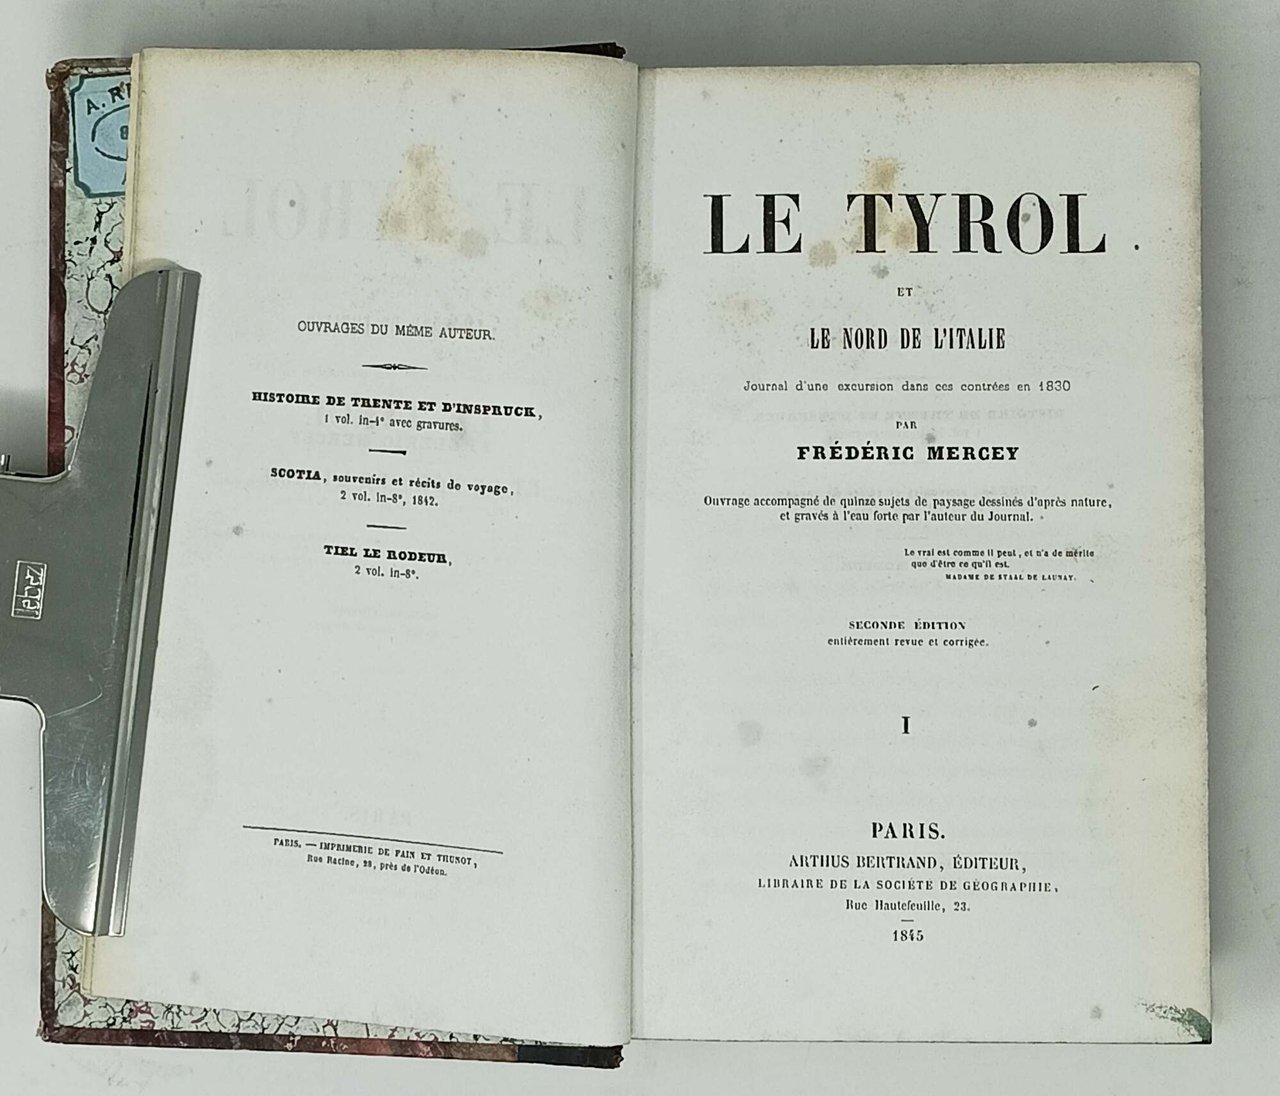 OUVRAGES DU MÊME AUTEUR.
HISTOIRE DE TRENTE ET D'INSPRUCK,
1 vol. in-4° avec gravures.
SCOTIA, souvenirs et récits de voyage,
2 vol. in-8°, 1842.
TIEL LE RODEUR,
2 vol. in-8°.
PARIS. — IMPRIMERIE DE FAIN ET THUNOT,
Rue Racine, 28, près de l'Odéon.
lebez
LE TYROL
ET
LE NORD DE L'ITALIE
Journal d'une excursion dans ces contrées en 1830
PAR
FRÉDÉRIC MERCEY
Ouvrage accompagné de quinze sujets de paysage dessinés d'après nature,
et gravés à l'eau forte par l'auteur du Journal.
Le vrai est comme il peut, et n'a de mérite
que d'être ce qu'il est.
MADAME DE STAAL DE LAUNAY.
SECONDE ÉDITION
entièrement revue et corrigée.
I
PARIS.
ARTHUS BERTRAND, ÉDITEUR,
LIBRAIRE DE LA SOCIÉTÉ DE GÉOGRAPHIE,
Rue Hautefeuille, 23.
1845